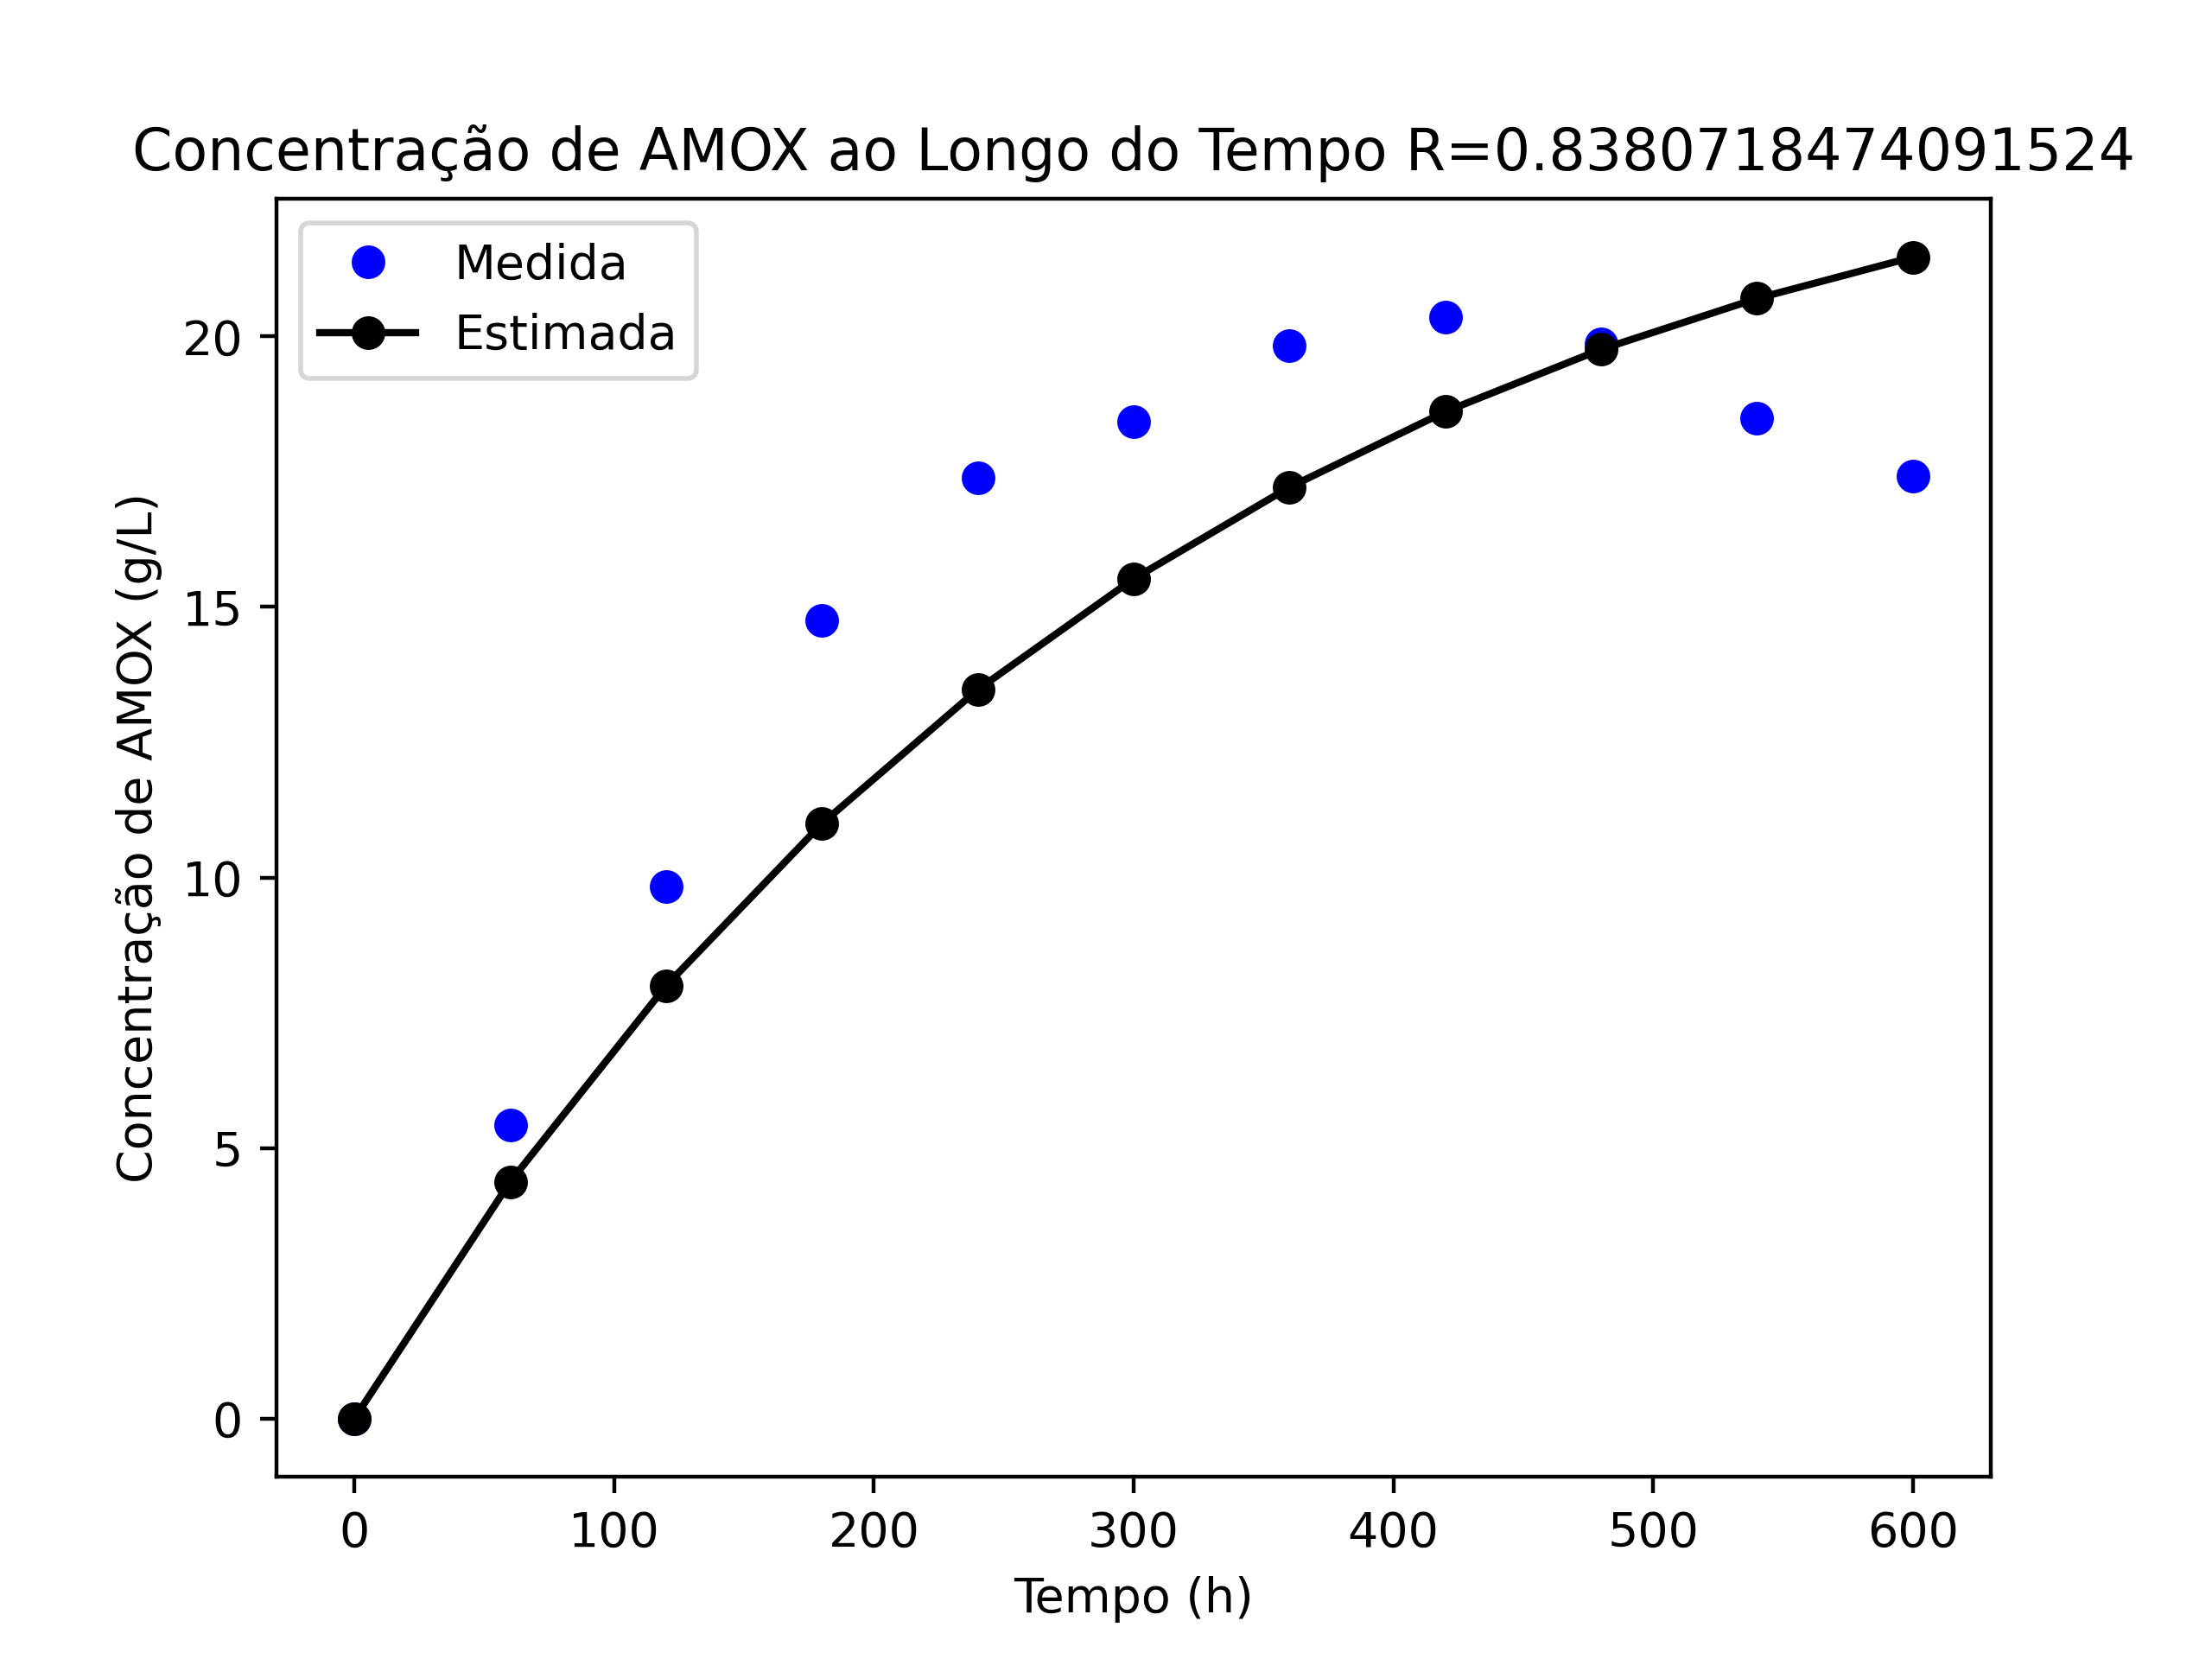 Concentração de AMOX ao Longo do Tempo R=0.8380718474091524
Medida
Estimada
Concentração de AMOX (g/L)
20
15
10
5
0
0 100 200 300 400 500 600
Tempo (h)